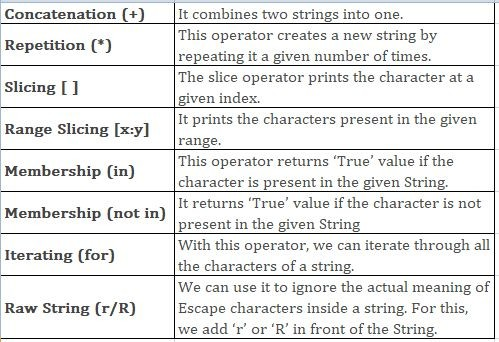 Concatenation (+)
It combines two strings into one.
Repetition (*)
This operator creates a new string by
repeating it a given number of times.
Slicing [ ]
The slice operator prints the character at a
given index.
Range Slicing [x:y]
It prints the characters present in the given
range.
Membership (in)
This operator returns ‘True’ value if the
character is present in the given String.
Membership (not in)
It returns ‘True’ value if the character is not
present in the given String
Iterating (for)
With this operator, we can iterate through all
the characters of a string.
Raw String (r/R)
We can use it to ignore the actual meaning of
Escape characters inside a string. For this,
we add ‘r’ or ‘R’ in front of the String.